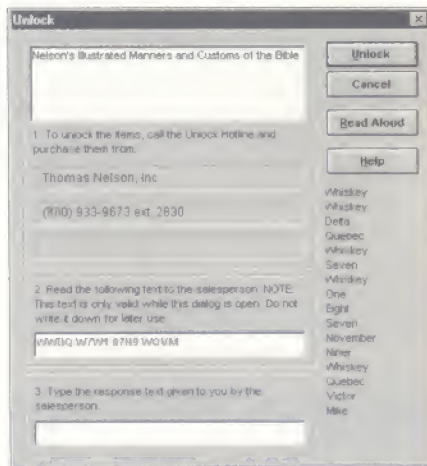 Unlock
Nelson's Illustrated Manners and Customs of the Bible
1. To unlock the items, call the Unlock Hotline and
purchase them from:
Thomas Nelson, Inc
(800) 933-9673 ext. 2830
2. Read the following text to the salesperson. NOTE:
This text is only valid while this dialog is open. Do not
write it down for later use.
WWDQ W7W1 87N9 WQVM
3. Type the response text given to you by the
salesperson.
Unlock
Cancel
Read Aloud
Help
Whiskey
Whiskey
Delta
Quebec
Whiskey
Seven
Whiskey
One
Eight
Seven
November
Niner
Whiskey
Quebec
Victor
Mike